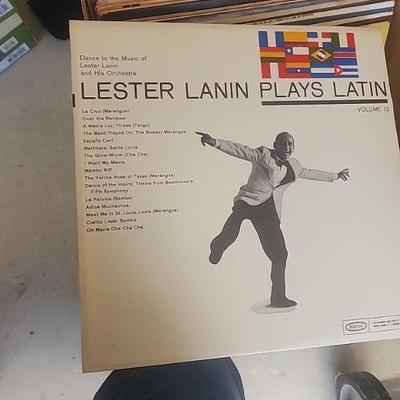 Dance to the Music of
Lester Lanin
and His Orchestra
LESTER LANIN PLAYS LATIN
VOLUME 12
La Cruz (Merengue)
Over the Rainbow
A Media Luz; Yirasa (Tango)
The Band Played On; The Bowery Merengue
España Cani
Mattinata; Santa Lucia
The Glow-Worm (Cha Cha)
I Want My Mama
Mambo Riff
The Yellow Rose of Texas (Merengue)
Dance of the Hours; Theme from Beethoven's
Fifth Symphony
La Paloma (Samba)
Adios Muchachos
Meet Me in St. Louis, Louis (Merengue)
Cielito Lindo Samba
Oh Marie Cha Cha Cha
EPIC